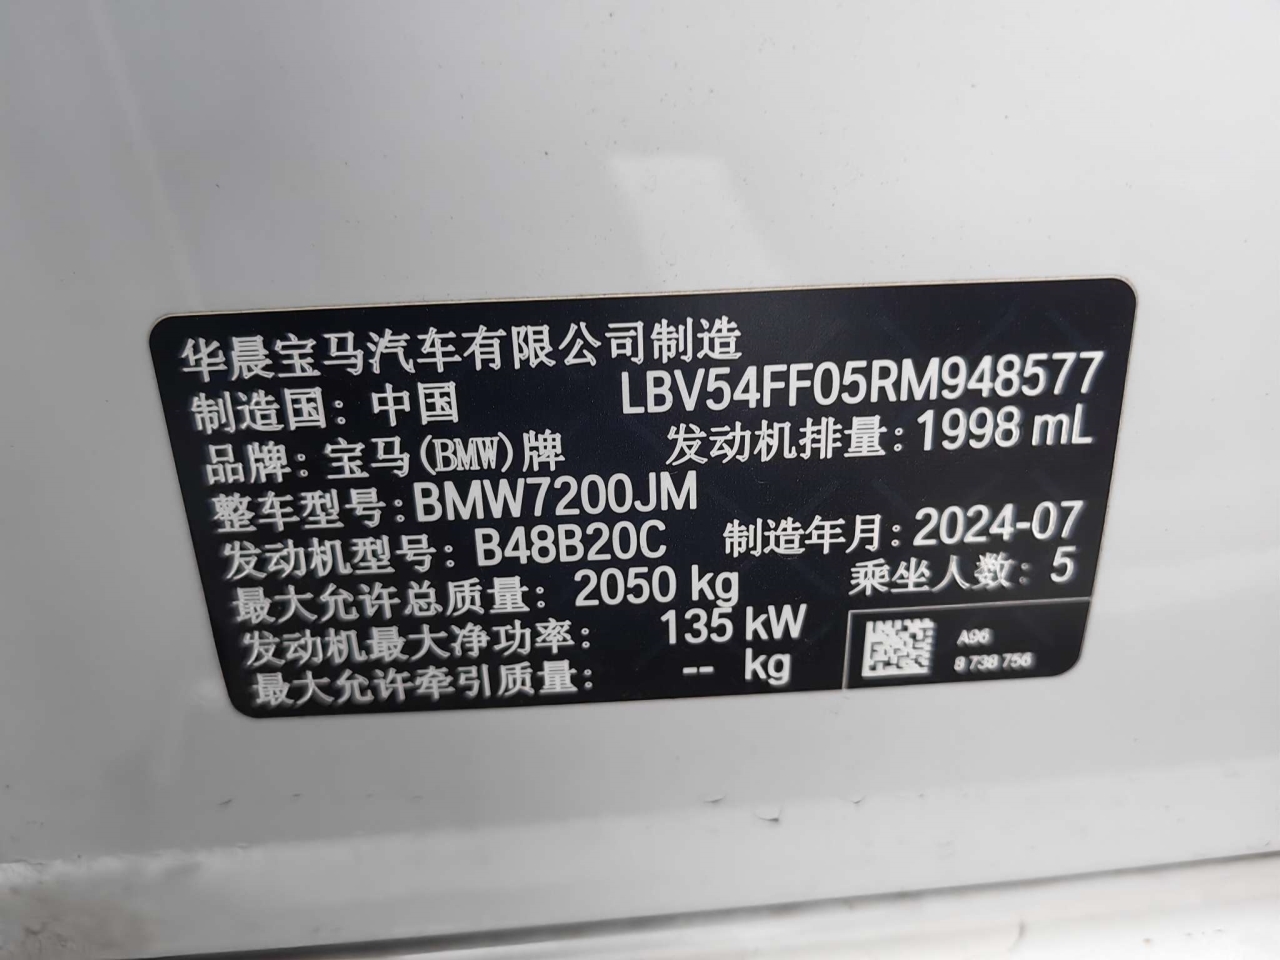 华晨宝马汽车有限公司制造
制造国：中国 LBV54FF05RM948577
品牌：宝马(BMW)牌 发动机排量：1998 mL
整车型号：BMW7200JM
发动机型号：B48B20C 制造年月：2024-07
最大允许总质量：2050 kg 乘坐人数：5
发动机最大净功率：135 kW
最大允许牵引质量：-- kg
A96
8 738 756